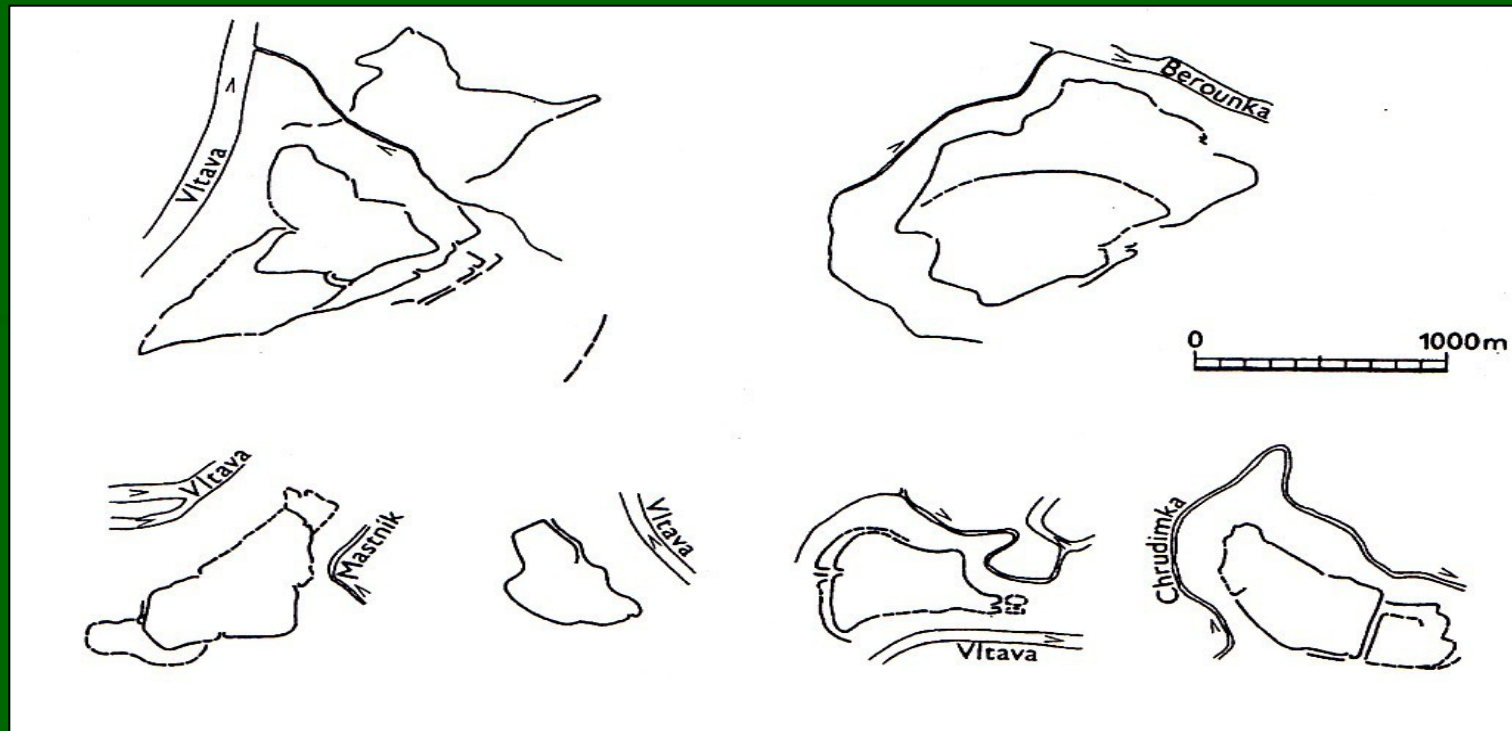 Vltava
Berounka
0 1000m
Vltava
Mastnik
Vltava
Vltava
Chrudimka